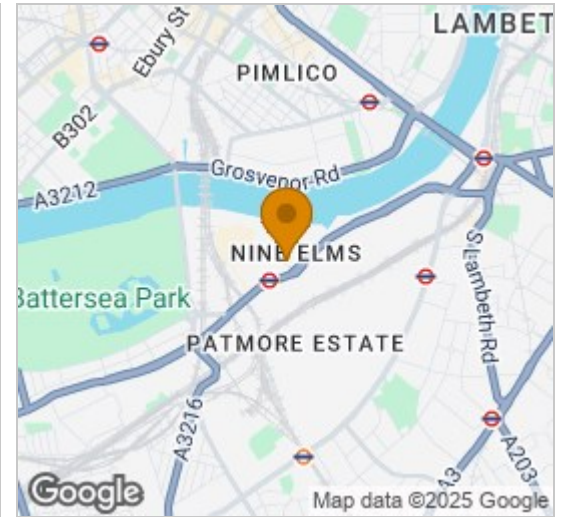 LAMBET
Ebury St
PIMLICO
B302
Grosvenor Rd
A3212
NINE ELMS
Battersea Park
S Lambeth Rd
PATMORE ESTATE
A3216
A3
A203
Google
Map data ©2025 Google